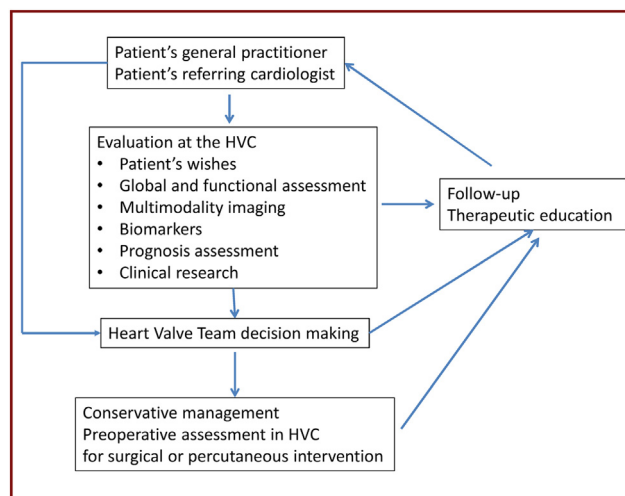 Patient's general practitioner
Patient's referring cardiologist
Evaluation at the HVC
• Patient's wishes
• Global and functional assessment
• Multimodality imaging
• Biomarkers
• Prognosis assessment
• Clinical research
Follow-up
Therapeutic education
Heart Valve Team decision making
Conservative management
Preoperative assessment in HVC
for surgical or percutaneous intervention